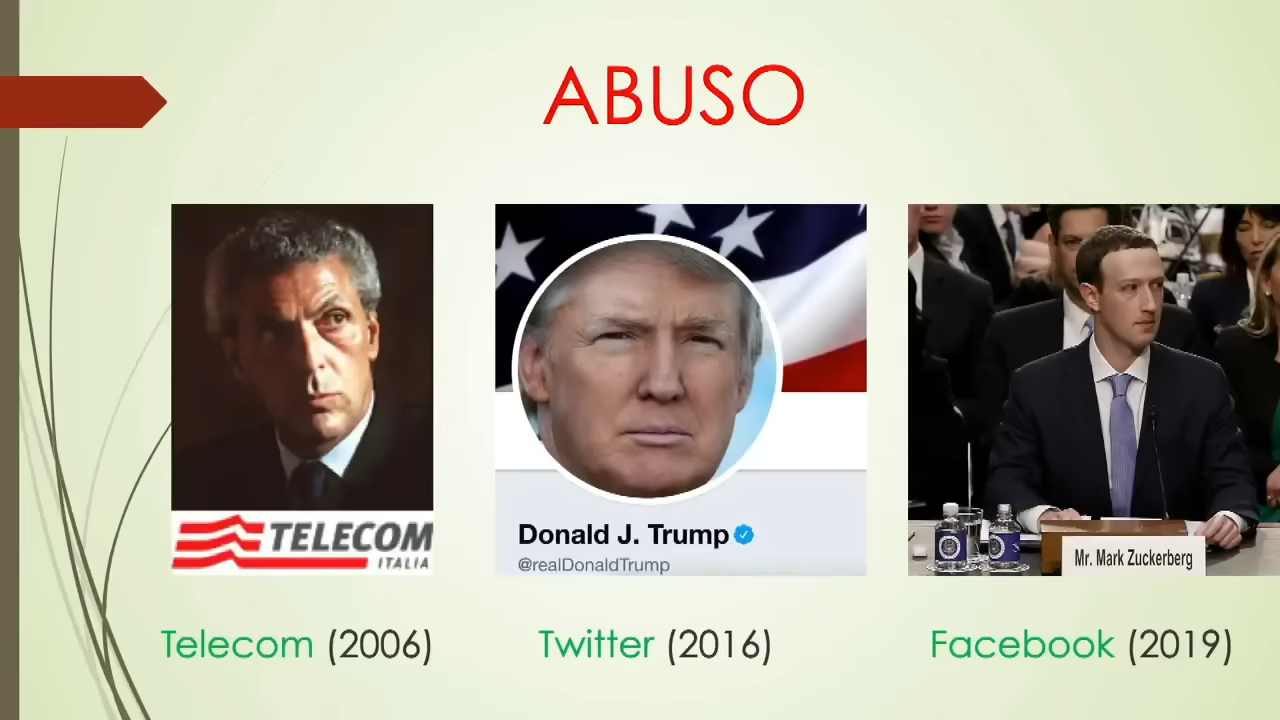 ABUSO
TELECOM
ITALIA
Donald J. Trump
@realDonaldTrump
Mr. Mark Zuckerberg
Telecom (2006)
Twitter (2016)
Facebook (2019)